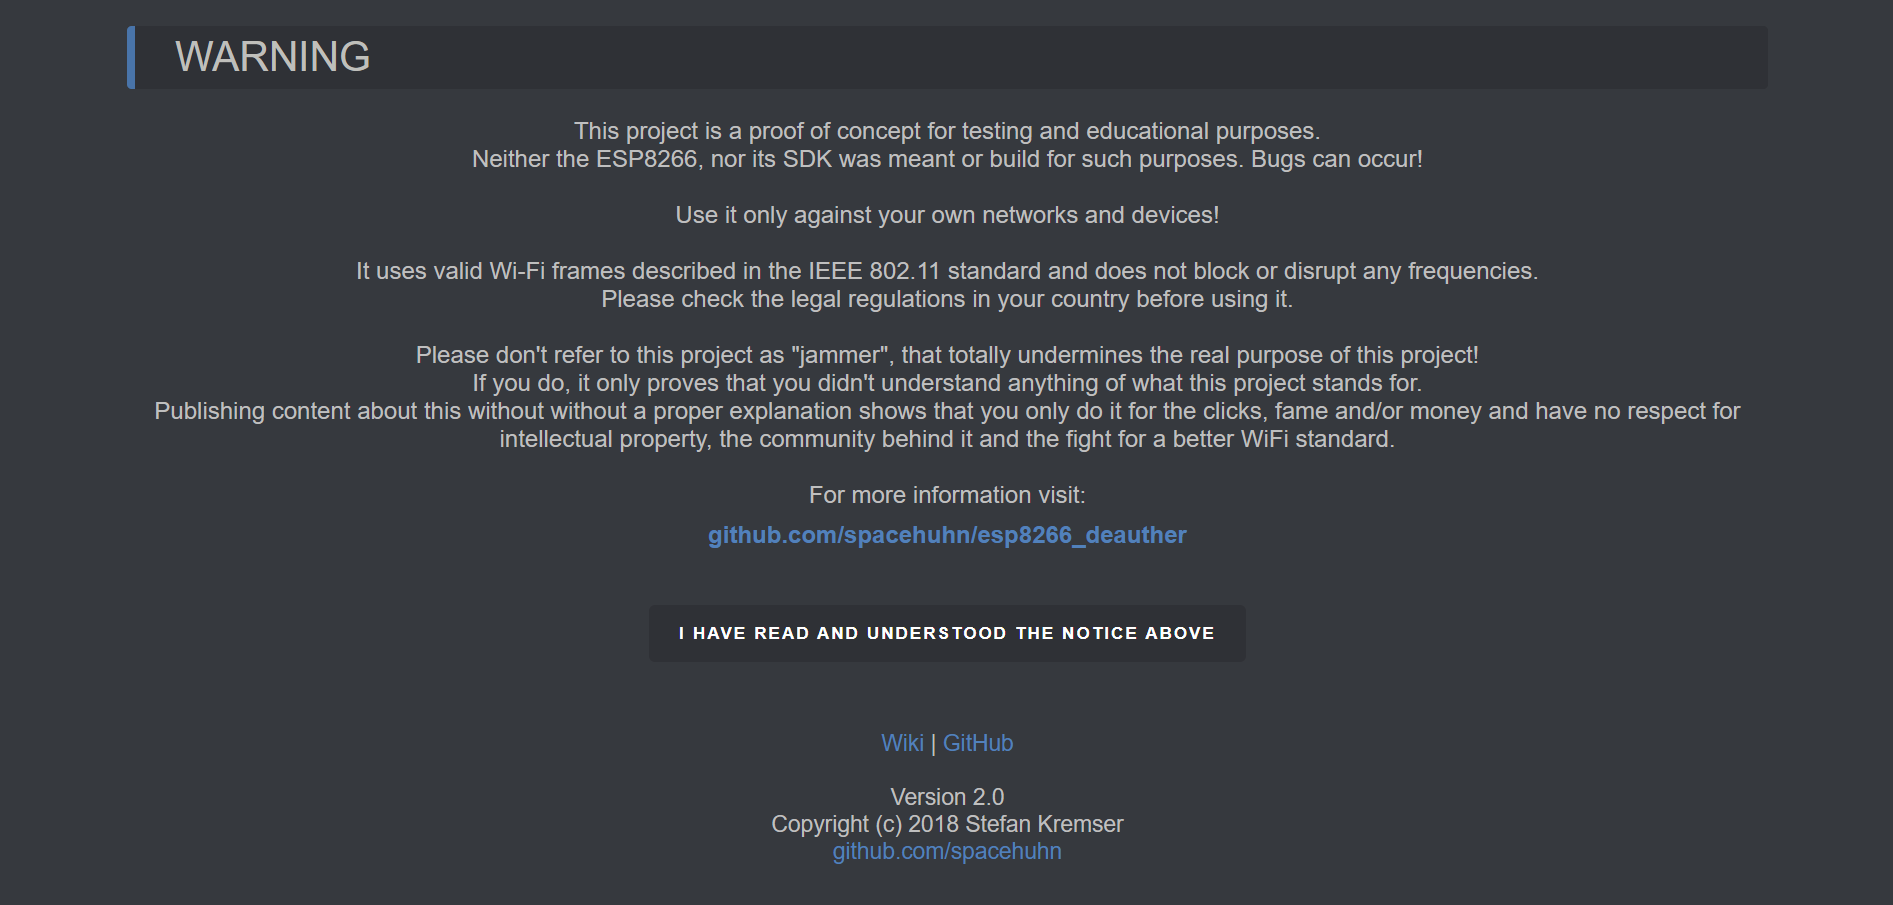 WARNING
This project is a proof of concept for testing and educational purposes.
Neither the ESP8266, nor its SDK was meant or build for such purposes. Bugs can occur!
Use it only against your own networks and devices!
It uses valid Wi-Fi frames described in the IEEE 802.11 standard and does not block or disrupt any frequencies.
Please check the legal regulations in your country before using it.
Please don't refer to this project as "jammer", that totally undermines the real purpose of this project!
If you do, it only proves that you didn't understand anything of what this project stands for.
Publishing content about this without without a proper explanation shows that you only do it for the clicks, fame and/or money and have no respect for
intellectual property, the community behind it and the fight for a better WiFi standard.
For more information visit:
github.com/spacehuhn/esp8266_deauther
I HAVE READ AND UNDERSTOOD THE NOTICE ABOVE
Wiki | GitHub
Version 2.0
Copyright (c) 2018 Stefan Kremser
github.com/spacehuhn